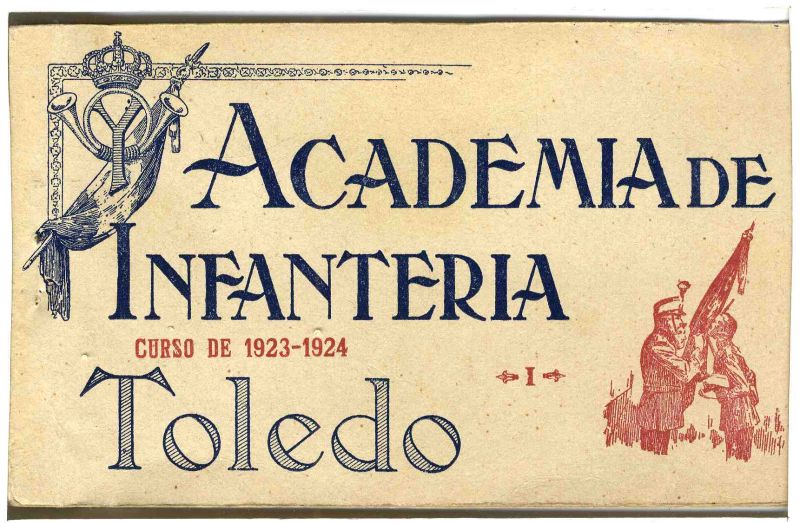 ACADEMIA DE
INFANTERIA
CURSO DE 1923-1924
I
Toledo